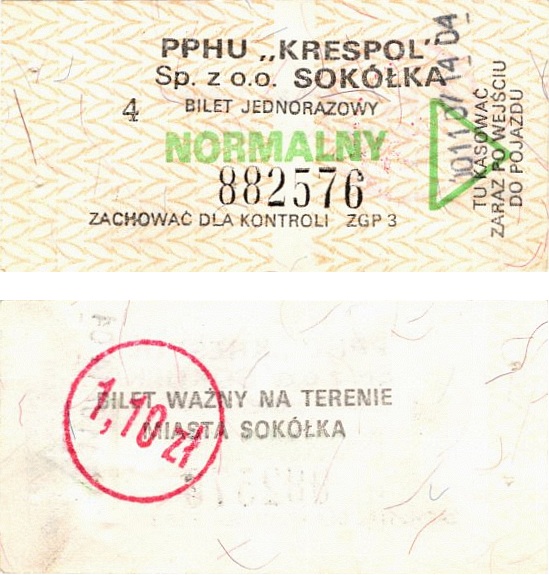 PPHU „KRESPOL"
Sp. z o.o. SOKÓŁKA
4
BILET JEDNORAZOWY
NORMALNY
882576
ZACHOWAĆ DLA KONTROLI ZGP 3
TU KASOWAĆ
ZARAZ PO WEJŚCIU
DO POJAZDU
BILET WAŻNY NA TERENIE
MIASTA SOKÓŁKA
1,10 zł